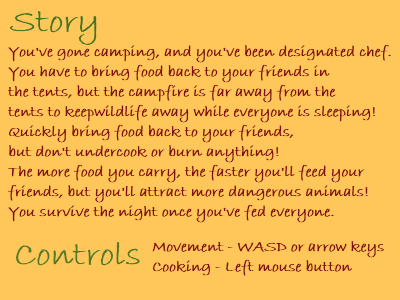 Story
You've gone camping, and you've been designated chef.
You have to bring food back to your friends in
the tents, but the campfire is far away from the
tents to keepwildlife away while everyone is sleeping!
Quickly bring food back to your friends,
but don't undercook or burn anything!
The more food you carry, the faster you'll feed your
friends, but you'll attract more dangerous animals!
You survive the night once you've fed everyone.
Controls
Movement - WASD or arrow keys
Cooking - Left mouse button